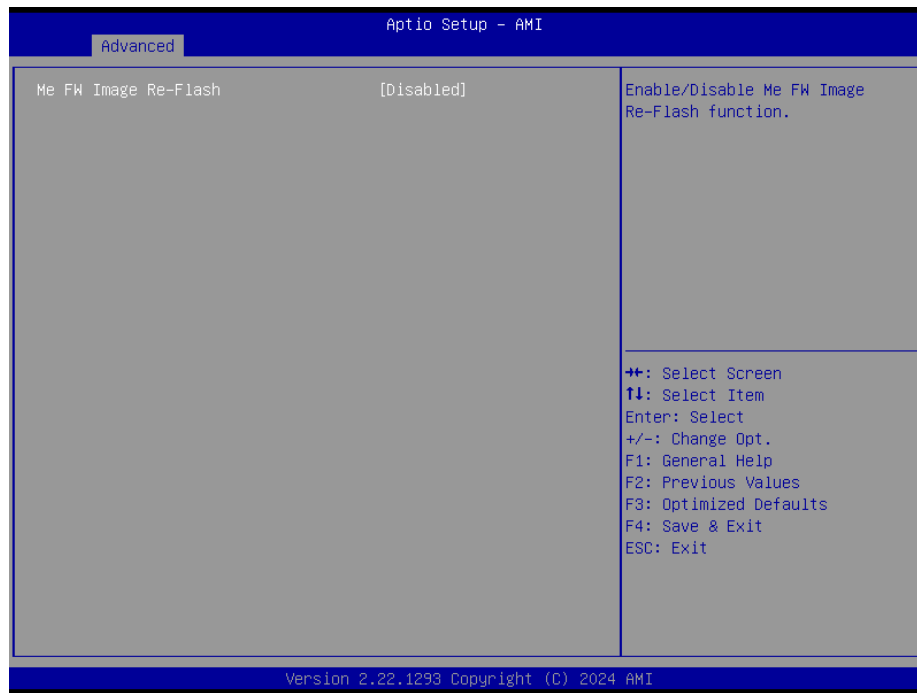 Aptio Setup – AMI
Advanced
Me FW Image Re-Flash [Disabled]
Enable/Disable Me FW Image
Re-Flash function.
→←: Select Screen
↑↓: Select Item
Enter: Select
+/-: Change Opt.
F1: General Help
F2: Previous Values
F3: Optimized Defaults
F4: Save & Exit
ESC: Exit
Version 2.22.1293 Copyright (C) 2024 AMI